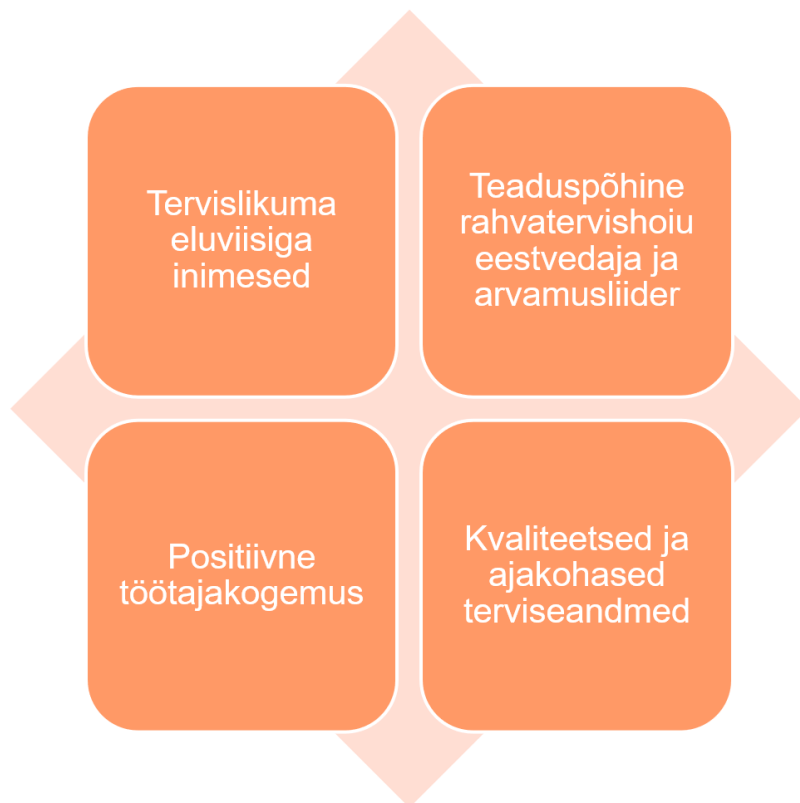 Tervislikuma
eluviisiga
inimesed
Teaduspõhine
rahvatervishoiu
eestvedaja ja
arvamusliider
Positiivne
töötajakogemus
Kvaliteetsed ja
ajakohased
terviseandmed